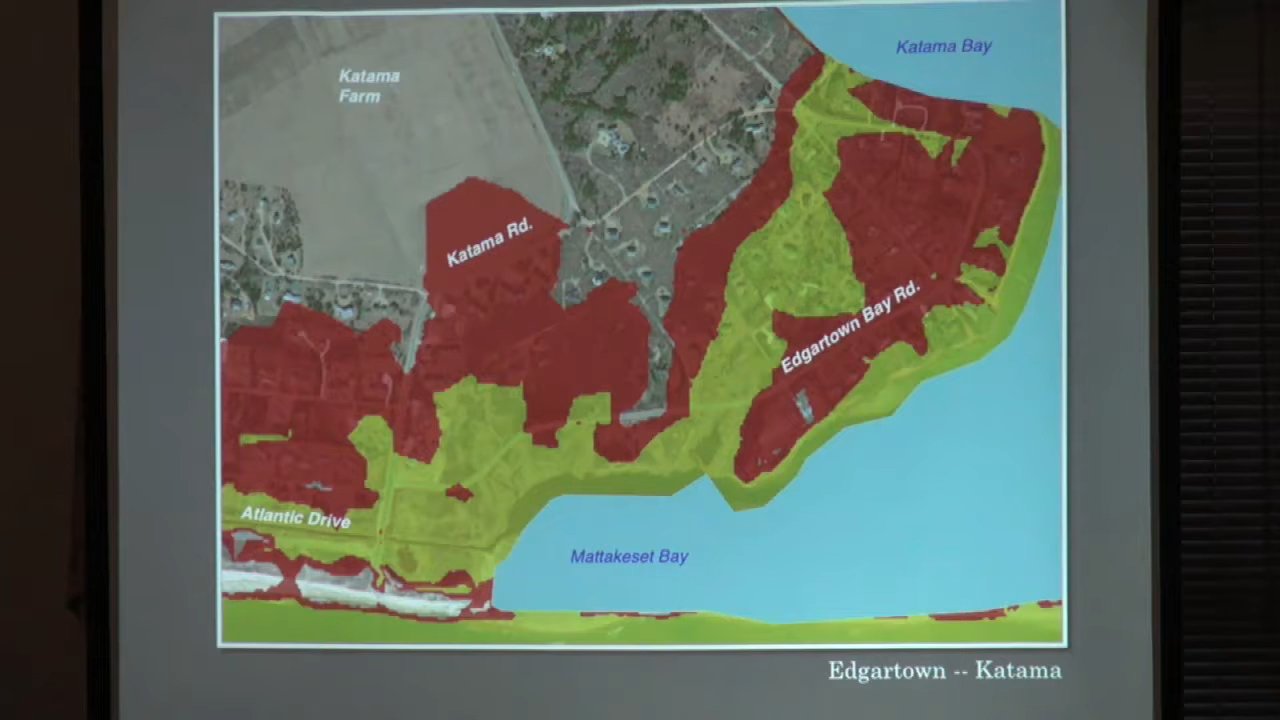 Katama Bay
Katama
Farm
Katama Rd.
Edgartown Bay Rd.
Atlantic Drive
Mattakeset Bay
Edgartown -- Katama